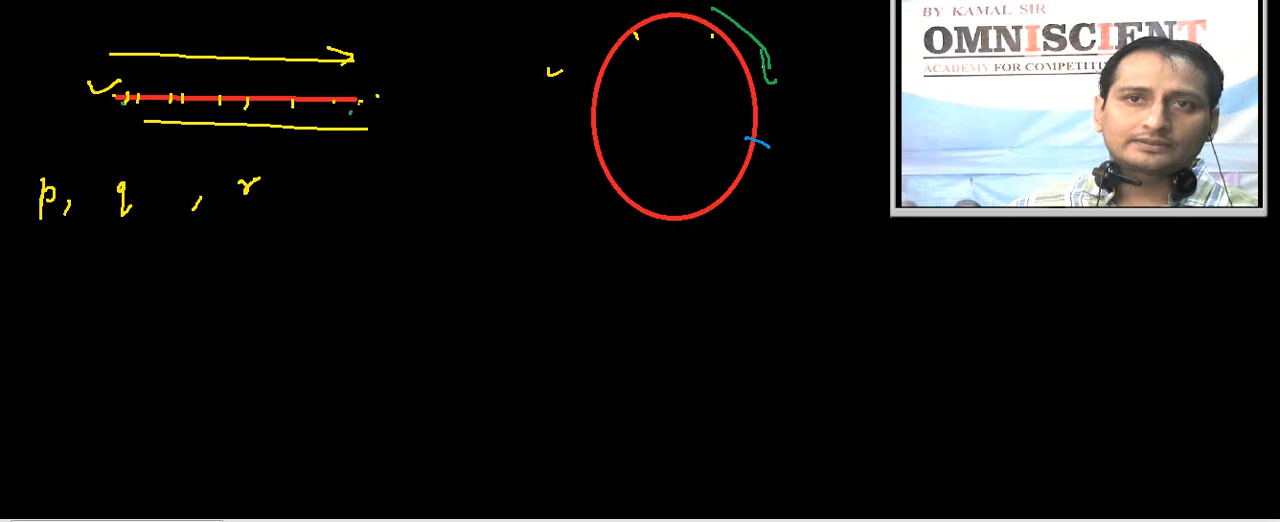 BY KAMAL SIR
OMNISCIENT
ACADEMY FOR COMPETITI
p, q , r